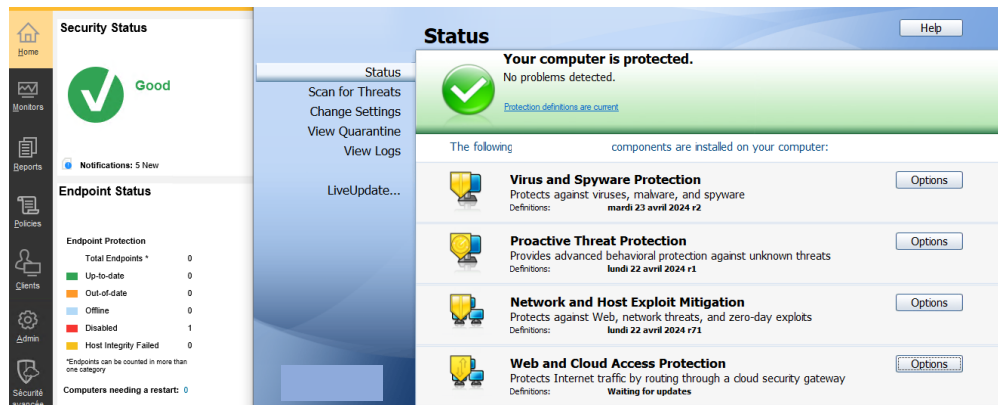 Home
Monitors
Reports
Policies
Clients
Admin
Sécurité
avancée
Security Status
Good
Notifications: 5 New
Endpoint Status
Endpoint Protection
Total Endpoints * 0
Up-to-date 0
Out-of-date 0
Offline 0
Disabled 1
Host Integrity Failed 0
*Endpoints can be counted in more than
one category
Computers needing a restart: 0
Status
Scan for Threats
Change Settings
View Quarantine
View Logs
LiveUpdate...
Status
Help
Your computer is protected.
No problems detected.
Protection definitions are current
The following components are installed on your computer:
Virus and Spyware Protection
Options
Protects against viruses, malware, and spyware
Definitions: mardi 23 avril 2024 r2
Proactive Threat Protection
Options
Provides advanced behavioral protection against unknown threats
Definitions: lundi 22 avril 2024 r1
Network and Host Exploit Mitigation
Options
Protects against Web, network threats, and zero-day exploits
Definitions: lundi 22 avril 2024 r71
Web and Cloud Access Protection
Options
Protects Internet traffic by routing through a cloud security gateway
Definitions: Waiting for updates